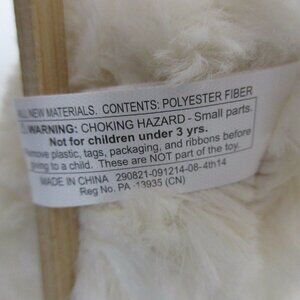 ALL NEW MATERIALS. CONTENTS: POLYESTER FIBER
⚠ WARNING: CHOKING HAZARD - Small parts.
Not for children under 3 yrs.
Remove plastic, tags, packaging, and ribbons before
giving to a child. These are NOT part of the toy.
MADE IN CHINA 290821-091214-08-4th14
Reg No. PA -13935 (CN)